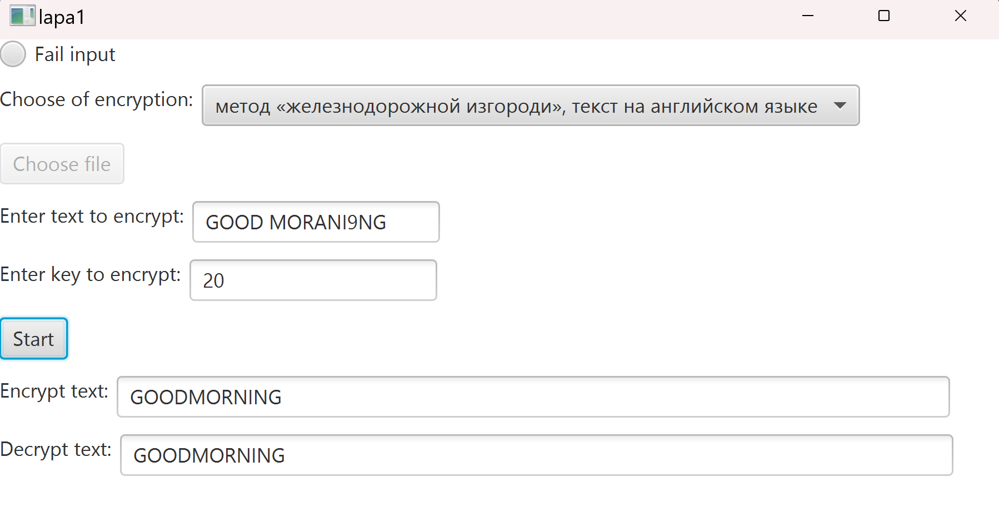 lapa1
Fail input
Choose of encryption: метод «железнодорожной изгороди», текст на английском языке
Choose file
Enter text to encrypt: GOOD MORANI9NG
Enter key to encrypt: 20
Start
Encrypt text: GOODMORNING
Decrypt text: GOODMORNING